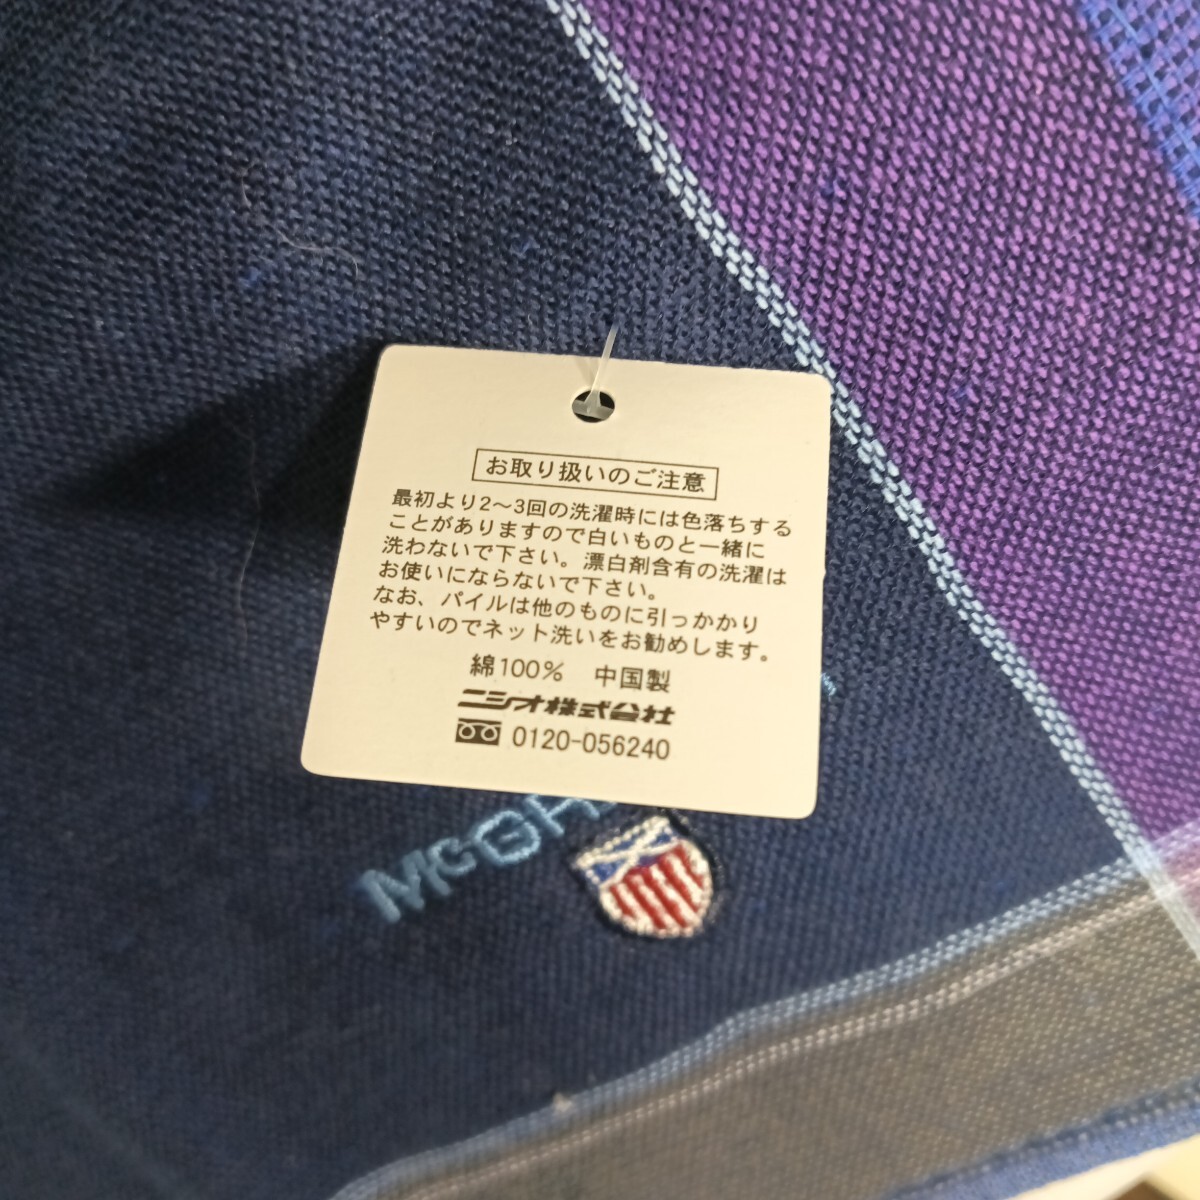 お取り扱いのご注意
最初より2～3回の洗濯時には色落ちする
ことがありますので白いものと一緒に
洗わないで下さい。漂白剤含有の洗濯は
お使いにならないで下さい。
なお、パイルは他のものに引っかかり
やすいのでネット洗いをお勧めします。
綿100% 中国製
ニシオ株式会社
0120-056240